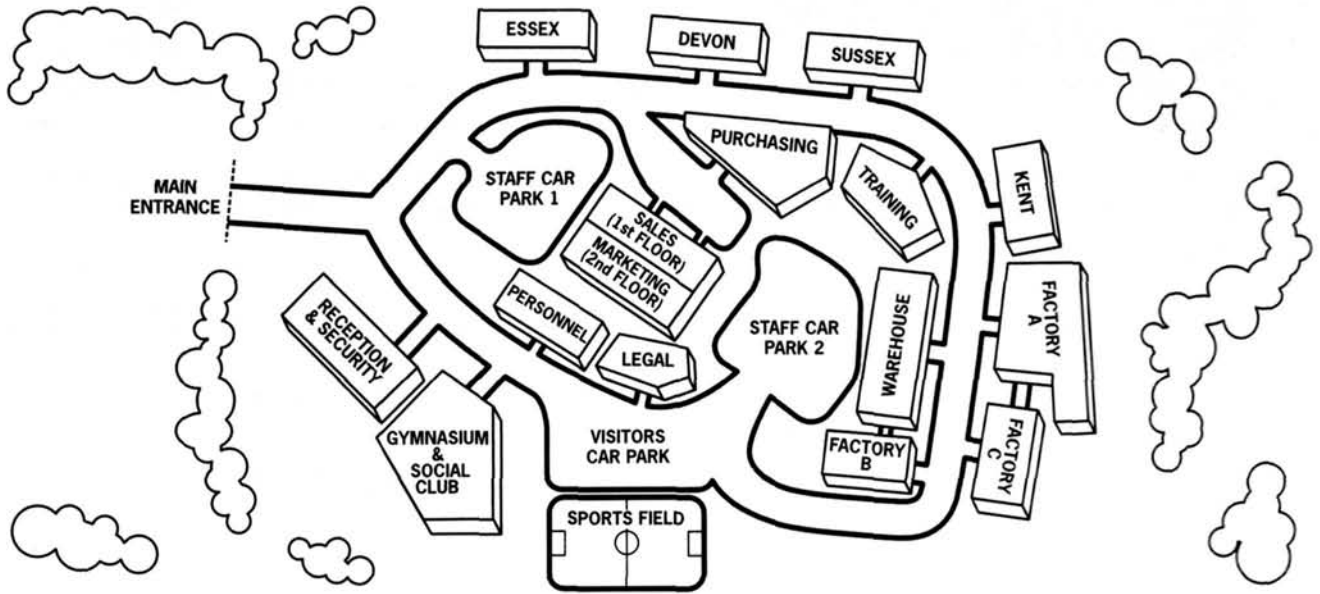 ESSEX
DEVON
SUSSEX
PURCHASING
TRAINING
KENT
MAIN
ENTRANCE
STAFF CAR
PARK 1
SALES
(1st FLOOR)
MARKETING
(2nd FLOOR)
PERSONNEL
LEGAL
STAFF CAR
PARK 2
WAREHOUSE
FACTORY
A
RECEPTION
& SECURITY
GYMNASIUM
&
SOCIAL
CLUB
VISITORS
CAR PARK
FACTORY
B
FACTORY
C
SPORTS FIELD